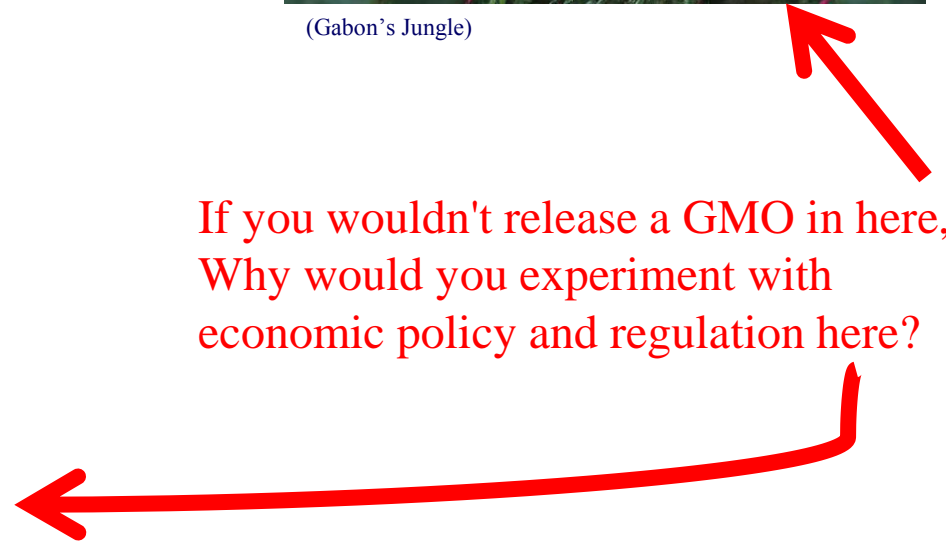 (Gabon’s Jungle)
If you wouldn't release a GMO in here,
Why would you experiment with
economic policy and regulation here?